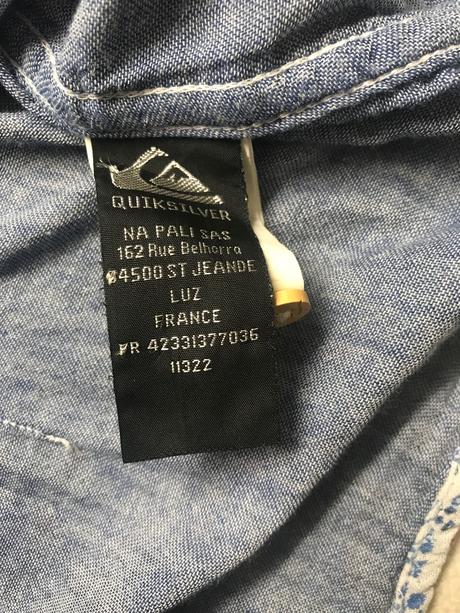 QUIKSILVER
NA PALI SAS
162 Rue Belharra
64500 ST JEANDE
LUZ
FRANCE
FR 42331377036
11322